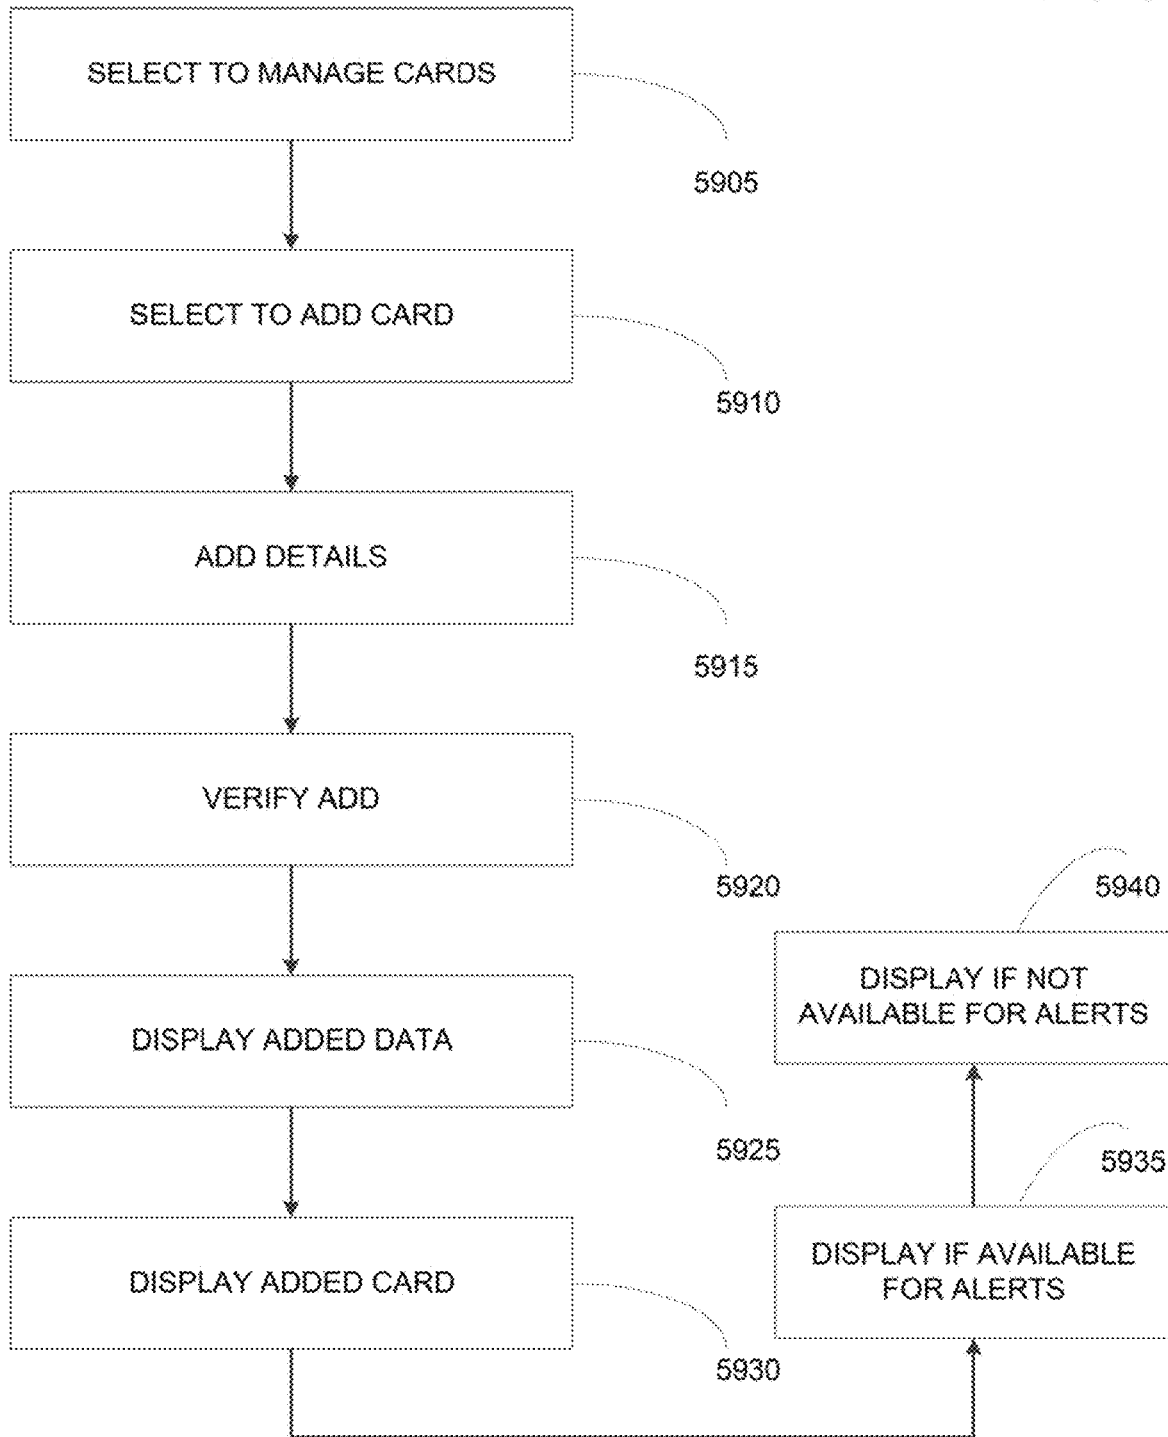 SELECT TO MANAGE CARDS
5905
SELECT TO ADD CARD
5910
ADD DETAILS
5915
VERIFY ADD
5920
DISPLAY ADDED DATA
5925
DISPLAY ADDED CARD
5930
DISPLAY IF AVAILABLE
FOR ALERTS
5935
DISPLAY IF NOT
AVAILABLE FOR ALERTS
5940